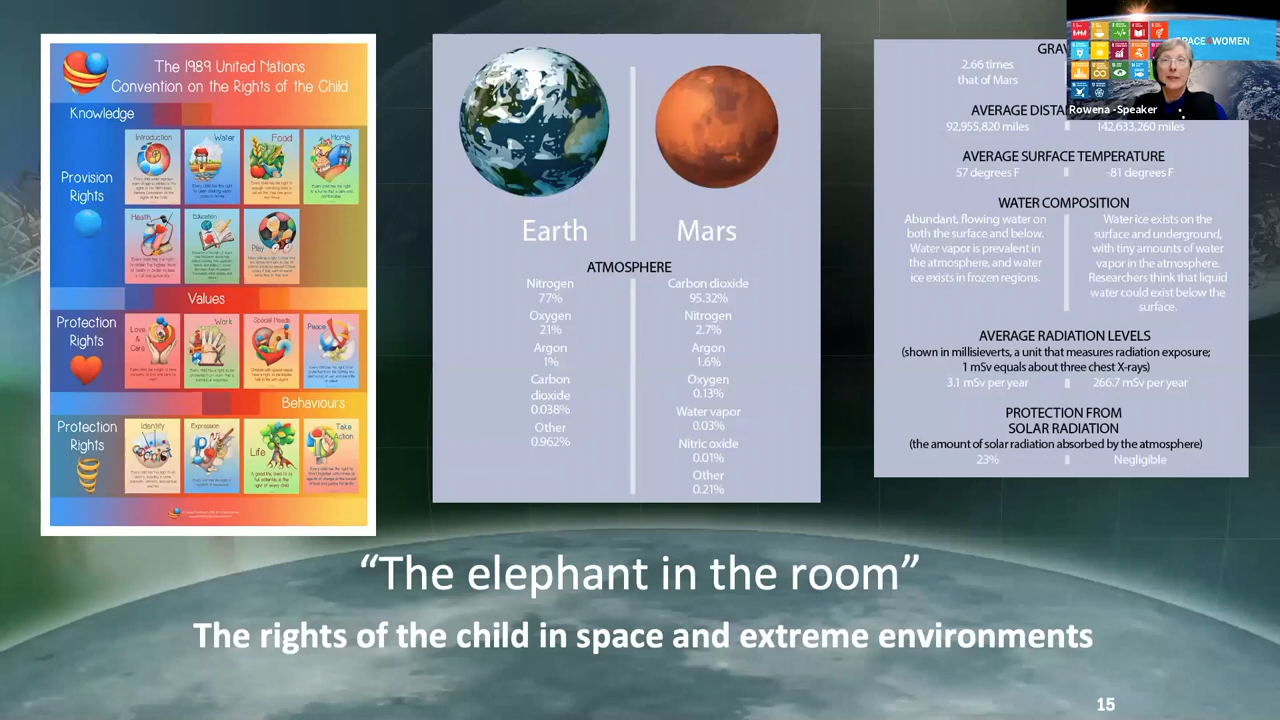 The 1989 United Nations
Convention on the Rights of the Child
Knowledge
Provision
Rights
Introduction
Water
Food
Home
Health
Education
Play
Values
Protection
Rights
Love
&
Care
Work
Special Needs
Peace
Behaviours
Protection
Rights
Identity
Expression
Life
Take
Action
Earth
Mars
ATMOSPHERE
Nitrogen
77%
Oxygen
21%
Argon
1%
Carbon
dioxide
0.038%
Other
0.962%
Carbon dioxide
95.32%
Nitrogen
2.7%
Argon
1.6%
Oxygen
0.13%
Water vapor
0.03%
Nitric oxide
0.01%
Other
0.21%
GRAV
2.66 times
that of Mars
AVERAGE DISTA
92,955,820 miles
142,633,260 miles
AVERAGE SURFACE TEMPERATURE
57 degrees F
-81 degrees F
WATER COMPOSITION
Abundant, flowing water on
both the surface and below.
Water vapor is prevalent in
the atmosphere, and water
ice exists in frozen regions.
Water ice exists on the
surface and underground,
with tiny amounts of water
vapor in the atmosphere.
Researchers think that liquid
water could exist below the
surface.
AVERAGE RADIATION LEVELS
(shown in millisieverts, a unit that measures radiation exposure;
1 mSv equals about three chest X-rays)
3.1 mSv per year
266.7 mSv per year
PROTECTION FROM
SOLAR RADIATION
(the amount of solar radiation absorbed by the atmosphere)
23%
Negligible
PACE4WOMEN
Rowena -Speaker
“The elephant in the room”
The rights of the child in space and extreme environments
15